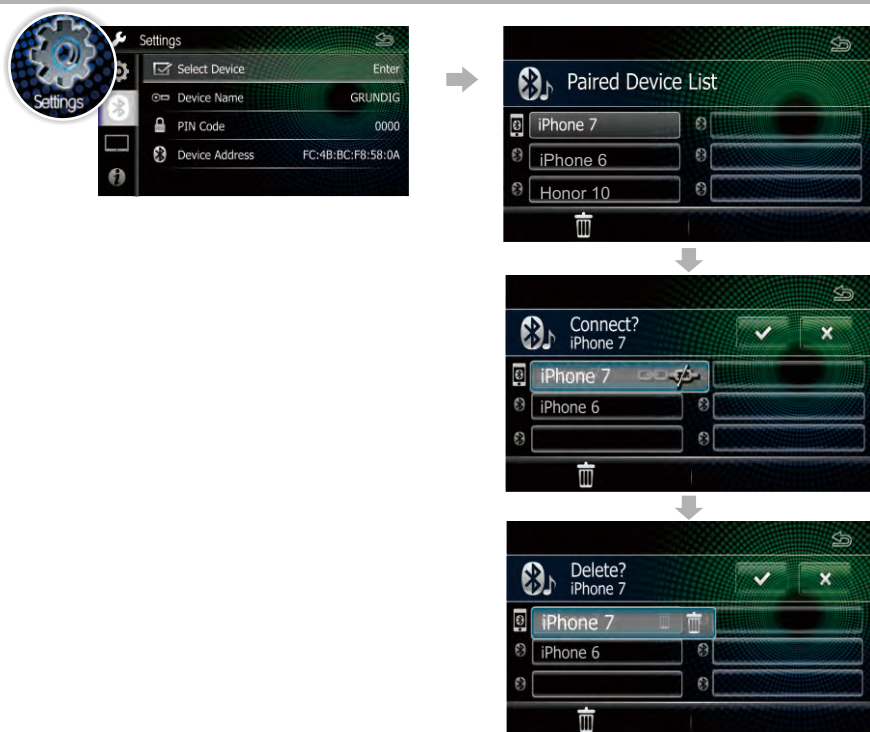 Settings
Settings
Select Device Enter
Device Name GRUNDIG
PIN Code 0000
Device Address FC:4B:BC:F8:58:0A
Paired Device List
iPhone 7
iPhone 6
Honor 10
Connect?
iPhone 7
iPhone 7
iPhone 6
Delete?
iPhone 7
iPhone 7
iPhone 6